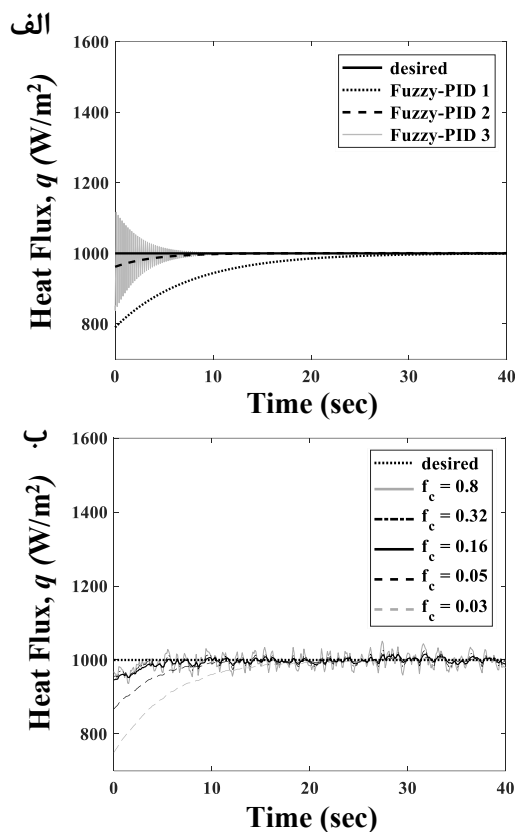 الف
1600
1400
1200
1000
800
Heat Flux, q (W/m²)
desired
Fuzzy-PID 1
Fuzzy-PID 2
Fuzzy-PID 3
0 10 20 30 40
Time (sec)
ب
1600
1400
1200
1000
800
Heat Flux, q (W/m²)
desired
f_c = 0.8
f_c = 0.32
f_c = 0.16
f_c = 0.05
f_c = 0.03
0 10 20 30 40
Time (sec)